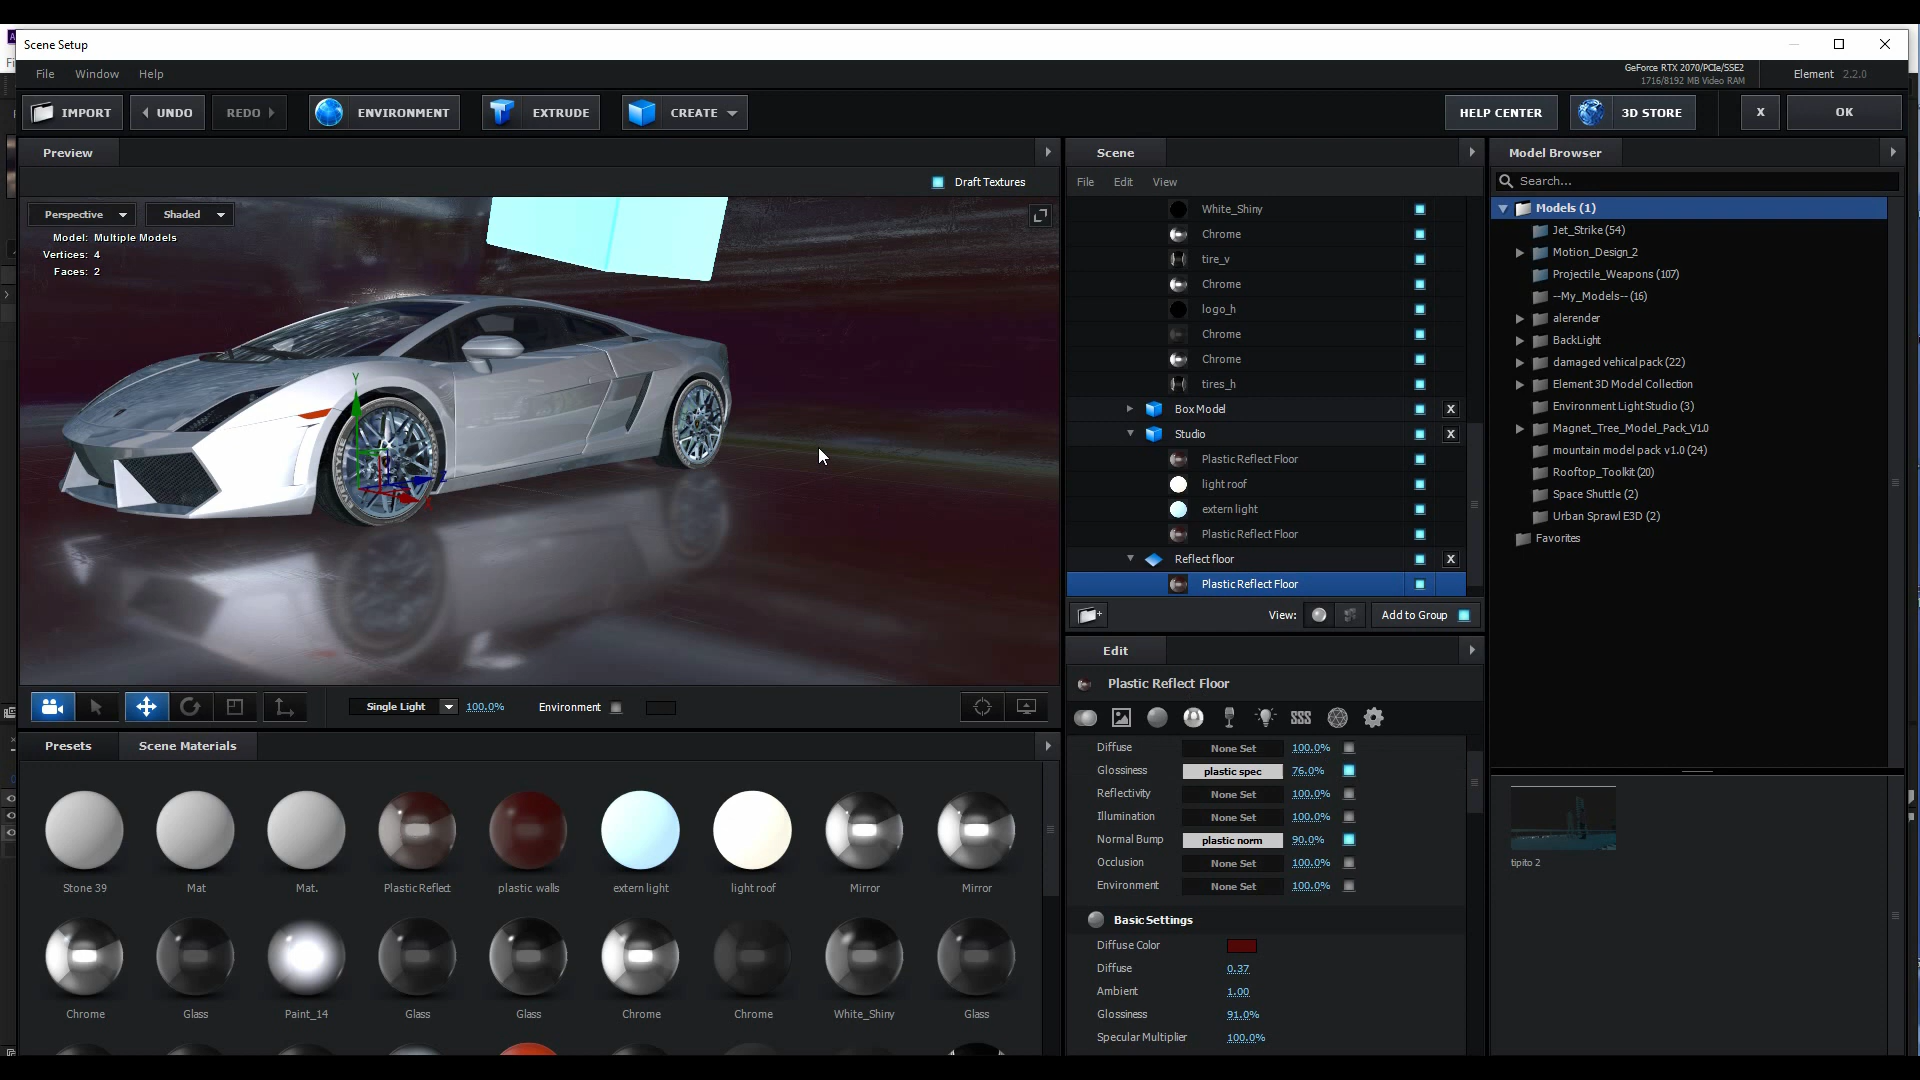 Scene Setup
File Window Help
GeForce RTX 2070/PCIe/SSE2
1716/8192 MB Video RAM
Element 2.2.0
IMPORT UNDO REDO ENVIRONMENT EXTRUDE CREATE HELP CENTER 3D STORE X OK
Preview
Draft Textures
Perspective Shaded
Model: Multiple Models
Vertices: 4
Faces: 2
Single Light 100.0% Environment
Presets Scene Materials
Stone 39 Mat Mat. Plastic Reflect plastic walls extern light light roof Mirror Mirror
Chrome Glass Paint_14 Glass Glass Chrome Chrome White_Shiny Glass
Scene
File Edit View
White_Shiny
Chrome
tire_v
Chrome
logo_h
Chrome
Chrome
tires_h
Box Model X
Studio X
Plastic Reflect Floor
light roof
extern light
Plastic Reflect Floor
Reflect floor X
Plastic Reflect Floor
View: Add to Group
Edit
Plastic Reflect Floor
Diffuse None Set 100.0%
Glossiness plastic spec 76.0%
Reflectivity None Set 100.0%
Illumination None Set 100.0%
Normal Bump plastic norm 90.0%
Occlusion None Set 100.0%
Environment None Set 100.0%
Basic Settings
Diffuse Color
Diffuse 0.37
Ambient 1.00
Glossiness 91.0%
Specular Multiplier 100.0%
Model Browser
Search...
Models (1)
Jet_Strike (54)
Motion_Design_2
Projectile_Weapons (107)
--My_Models-- (16)
alerender
BackLight
damaged vehical pack (22)
Element 3D Model Collection
Environment Light Studio (3)
Magnet_Tree_Model_Pack_V1.0
mountain model pack v1.0 (24)
Rooftop_Toolkit (20)
Space Shuttle (2)
Urban Sprawl E3D (2)
Favorites
tipito 2